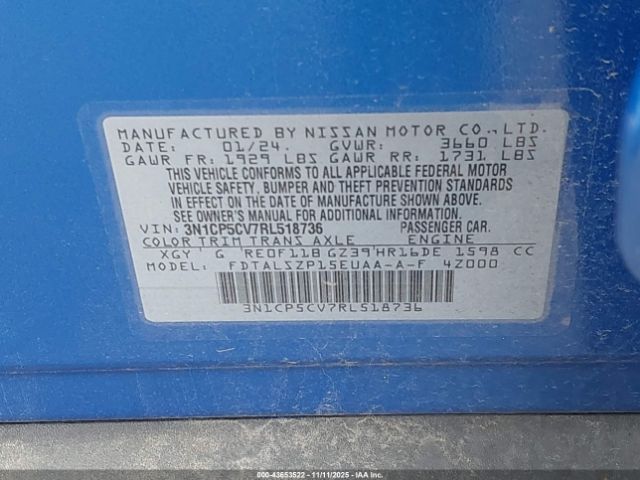 MANUFACTURED BY NISSAN MOTOR CO., LTD.
DATE: 01/24. GVWR: 3660 LBS
GAWR FR: 1929 LBS GAWR RR: 1731 LBS
THIS VEHICLE CONFORMS TO ALL APPLICABLE FEDERAL MOTOR
VEHICLE SAFETY, BUMPER AND THEFT PREVENTION STANDARDS
IN EFFECT ON THE DATE OF MANUFACTURE SHOWN ABOVE.
SEE OWNER'S MANUAL FOR ADDITIONAL INFORMATION.
VIN: 3N1CP5CV7RL518736 PASSENGER CAR.
COLOR TRIM TRANS AXLE ENGINE
XGY G RE0F11B GZ39 HR16DE 1598 CC
MODEL: FDTALSZP15EUAA-A-F 4Z000
3N1CP5CV7RL518736
000-43653522 11/11/2025 IAA Inc.